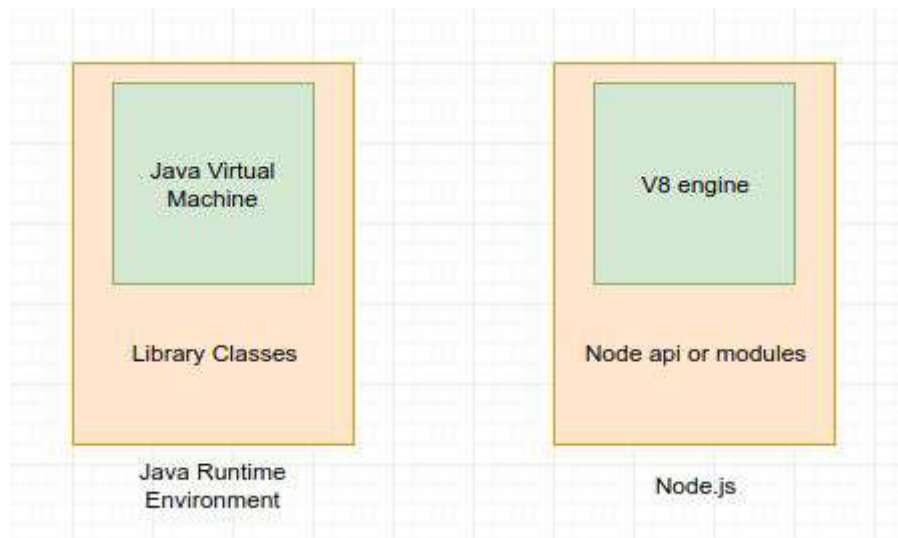 Java Virtual
Machine
Library Classes
Java Runtime
Environment
V8 engine
Node api or modules
Node.js